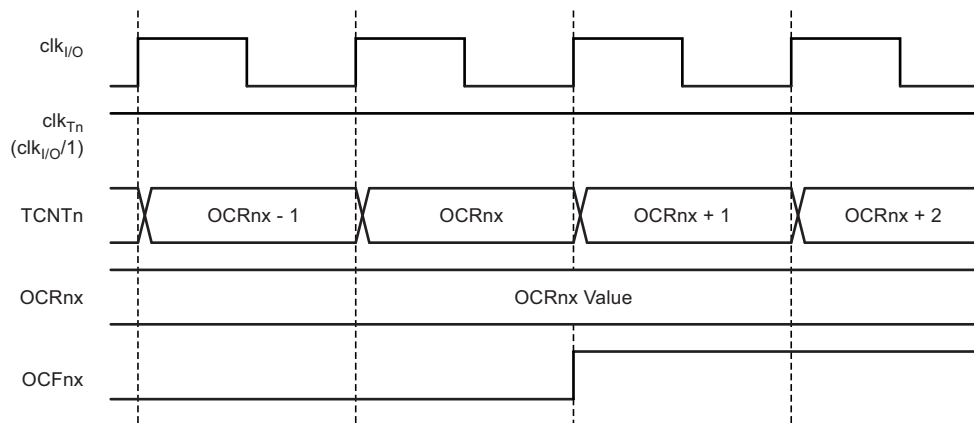 clkI/O
clkTn
(clkI/O/1)
TCNTn
OCRnx - 1
OCRnx
OCRnx + 1
OCRnx + 2
OCRnx
OCRnx Value
OCFnx